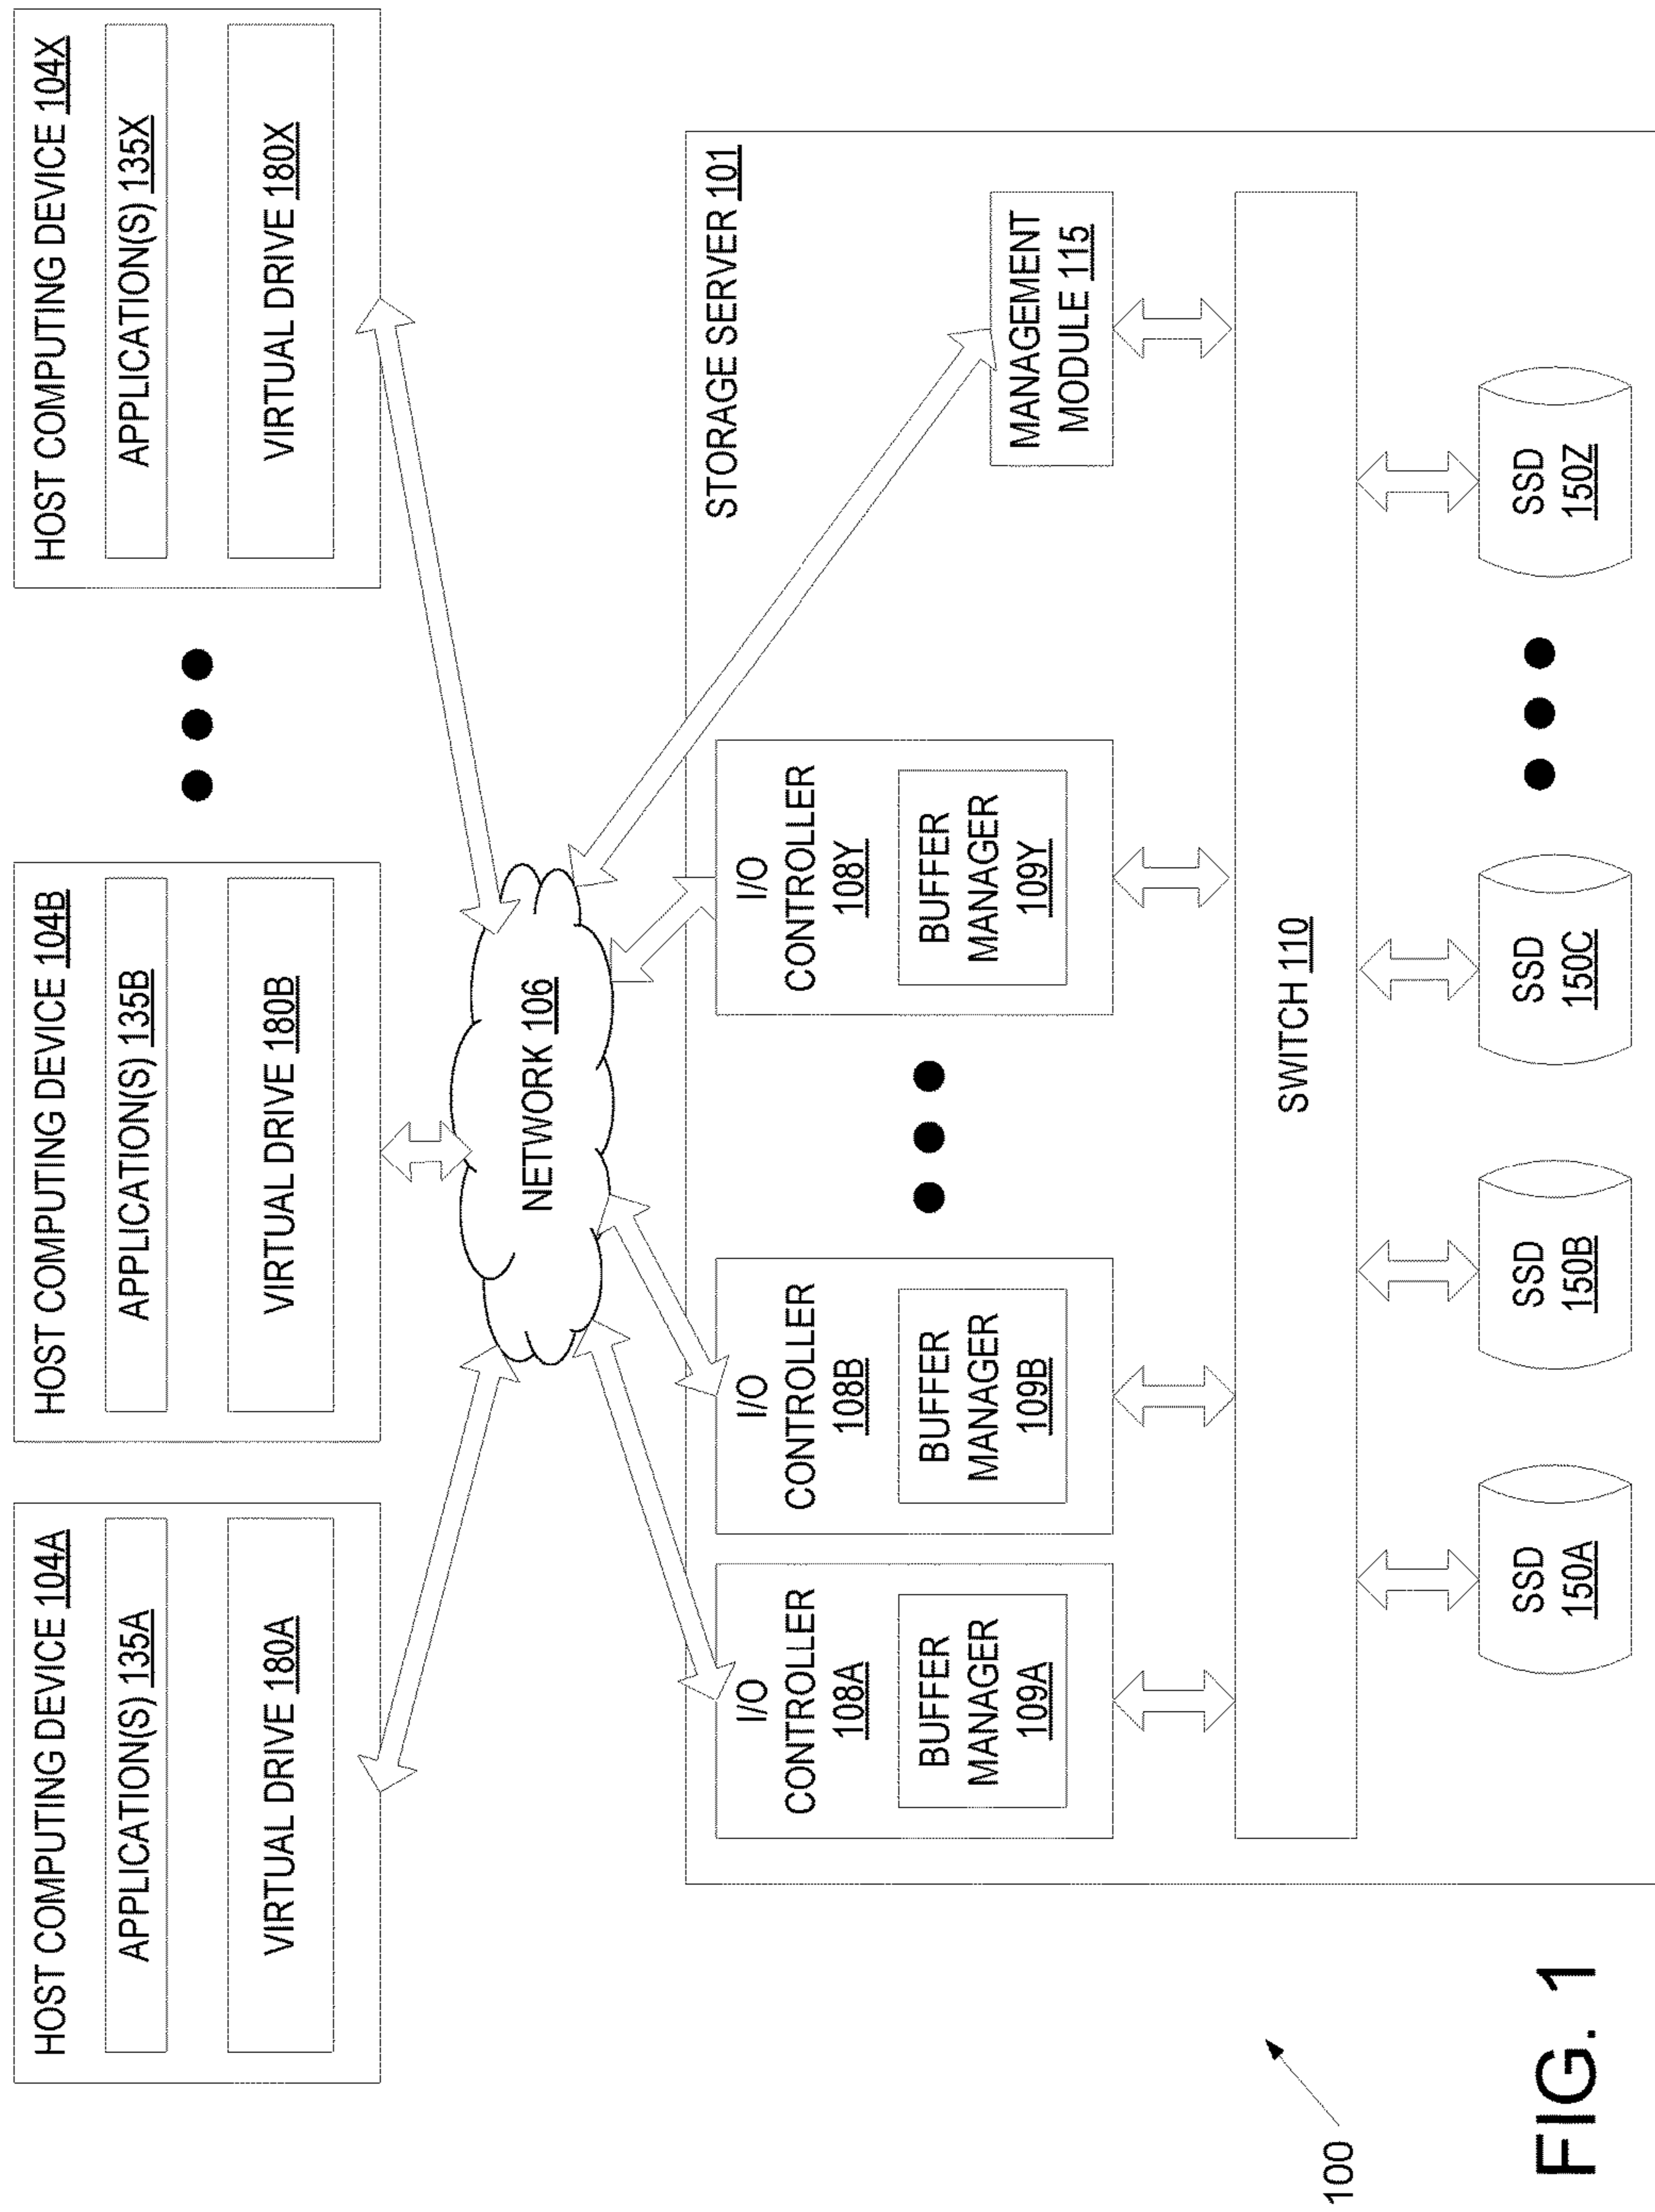 HOST COMPUTING DEVICE 104A
APPLICATION(S) 135A
VIRTUAL DRIVE 180A
HOST COMPUTING DEVICE 104B
APPLICATION(S) 135B
VIRTUAL DRIVE 180B
HOST COMPUTING DEVICE 104X
APPLICATION(S) 135X
VIRTUAL DRIVE 180X
NETWORK 106
STORAGE SERVER 101
I/O
CONTROLLER
108A
BUFFER
MANAGER
109A
I/O
CONTROLLER
108B
BUFFER
MANAGER
109B
I/O
CONTROLLER
108Y
BUFFER
MANAGER
109Y
MANAGEMENT
MODULE 115
SWITCH 110
SSD
150A
SSD
150B
SSD
150C
SSD
150Z
100
FIG. 1